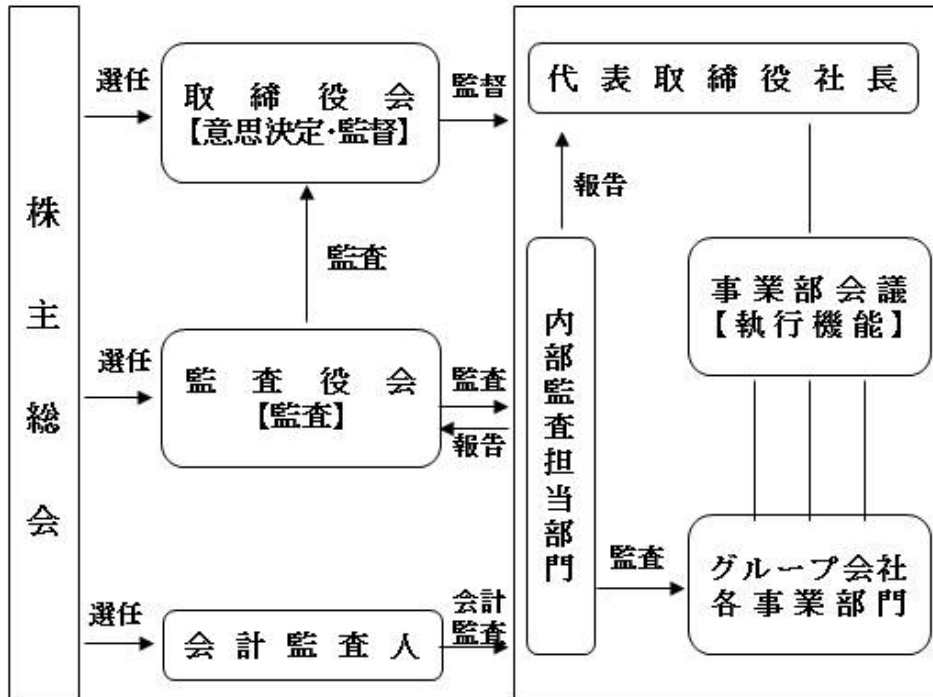 株主総会
選任
取締役会
【意思決定・監督】
監督
代表取締役社長
報告
監査
事業部会議
【執行機能】
選任
監査役会
【監査】
監査
報告
内部監査担当部門
監査
グループ会社
各事業部門
選任
会計監査人
会計
監査